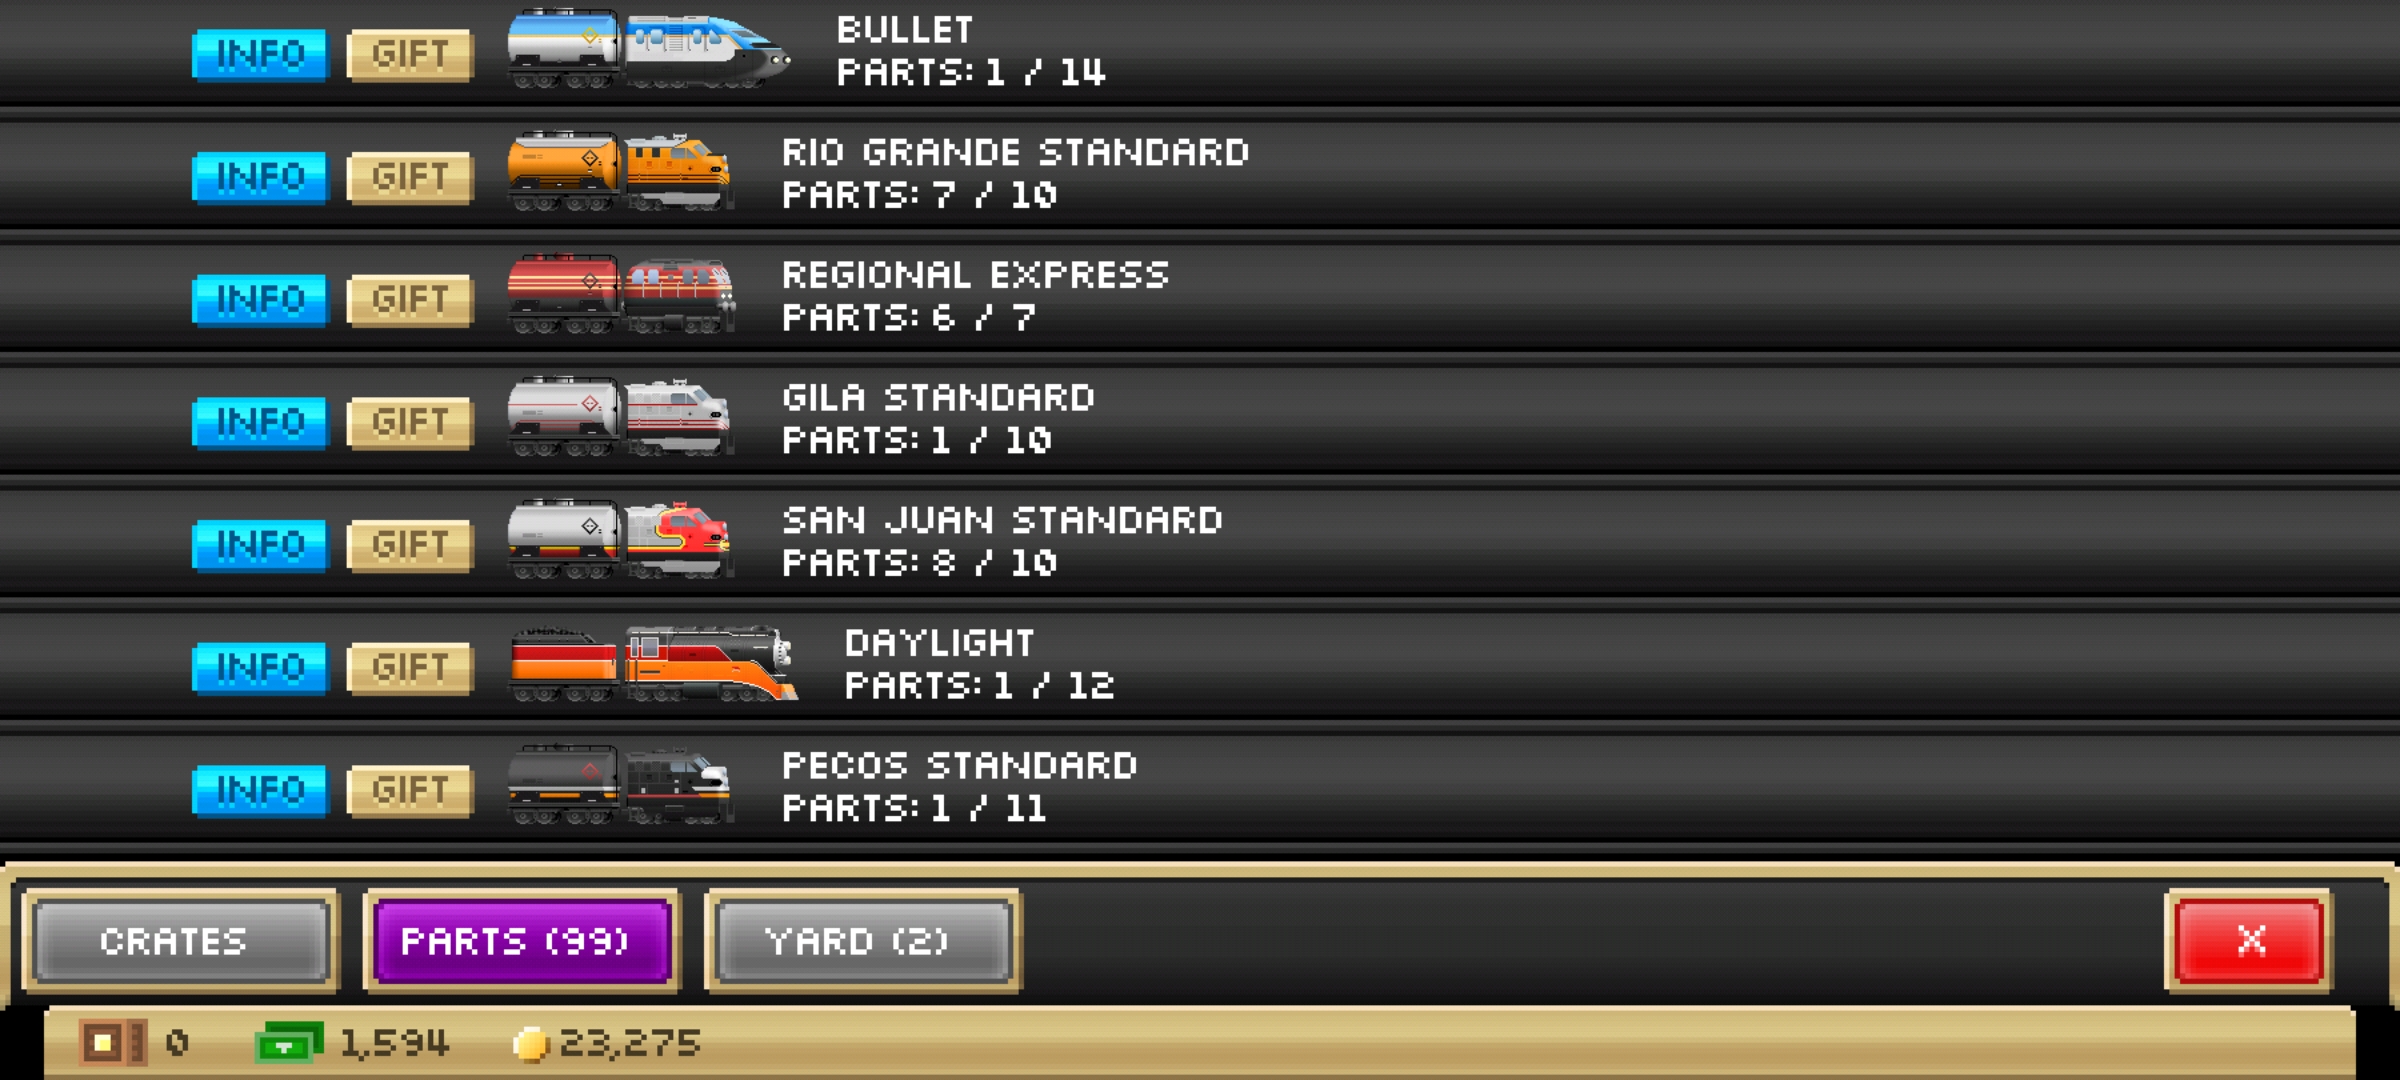 INFO GIFT BULLET
PARTS: 1 / 14
INFO GIFT RIO GRANDE STANDARD
PARTS: 7 / 10
INFO GIFT REGIONAL EXPRESS
PARTS: 6 / 7
INFO GIFT GILA STANDARD
PARTS: 1 / 10
INFO GIFT SAN JUAN STANDARD
PARTS: 8 / 10
INFO GIFT DAYLIGHT
PARTS: 1 / 12
INFO GIFT PECOS STANDARD
PARTS: 1 / 11
CRATES PARTS (99) YARD (2) X
0 1,594 23,275